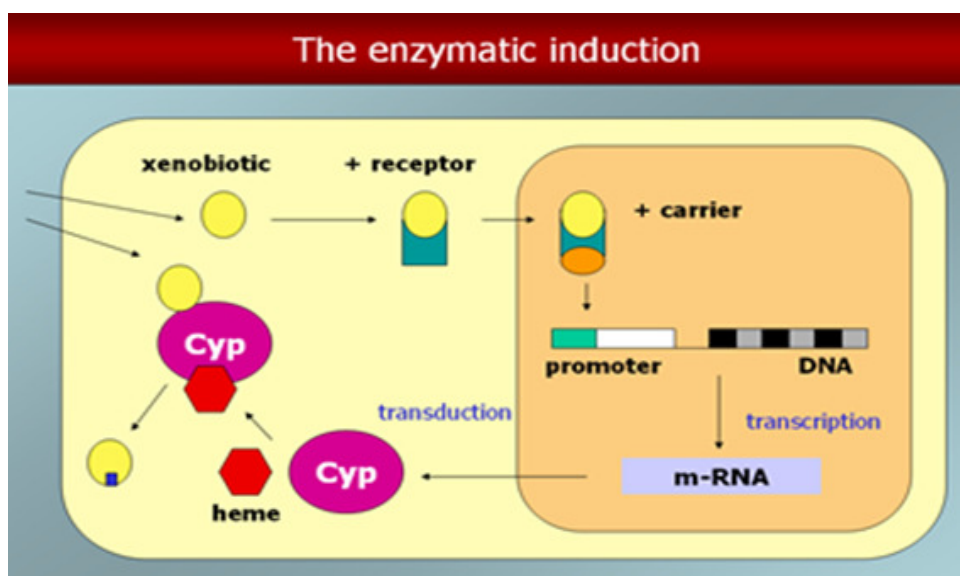 The enzymatic induction
xenobiotic
+ receptor
+ carrier
Cyp
promoter
DNA
transduction
transcription
Cyp
m-RNA
heme